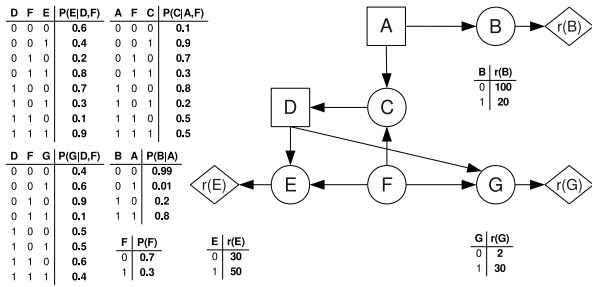 D F E P(E|D,F)
0 0 0 0.6
0 0 1 0.4
0 1 0 0.2
0 1 1 0.8
1 0 0 0.7
1 0 1 0.3
1 1 0 0.1
1 1 1 0.9
A F C P(C|A,F)
0 0 0 0.1
0 0 1 0.9
0 1 0 0.7
0 1 1 0.3
1 0 0 0.8
1 0 1 0.2
1 1 0 0.5
1 1 1 0.5
A
B
r(B)
B r(B)
0 100
1 20
D
C
r(E)
E
F
G
r(G)
D F G P(G|D,F)
0 0 0 0.4
0 0 1 0.6
0 1 0 0.9
0 1 1 0.1
1 0 0 0.5
1 0 1 0.5
1 1 0 0.6
1 1 1 0.4
B A P(B|A)
0 0 0.99
0 1 0.01
1 0 0.2
1 1 0.8
F P(F)
0 0.7
1 0.3
E r(E)
0 30
1 50
G r(G)
0 2
1 30